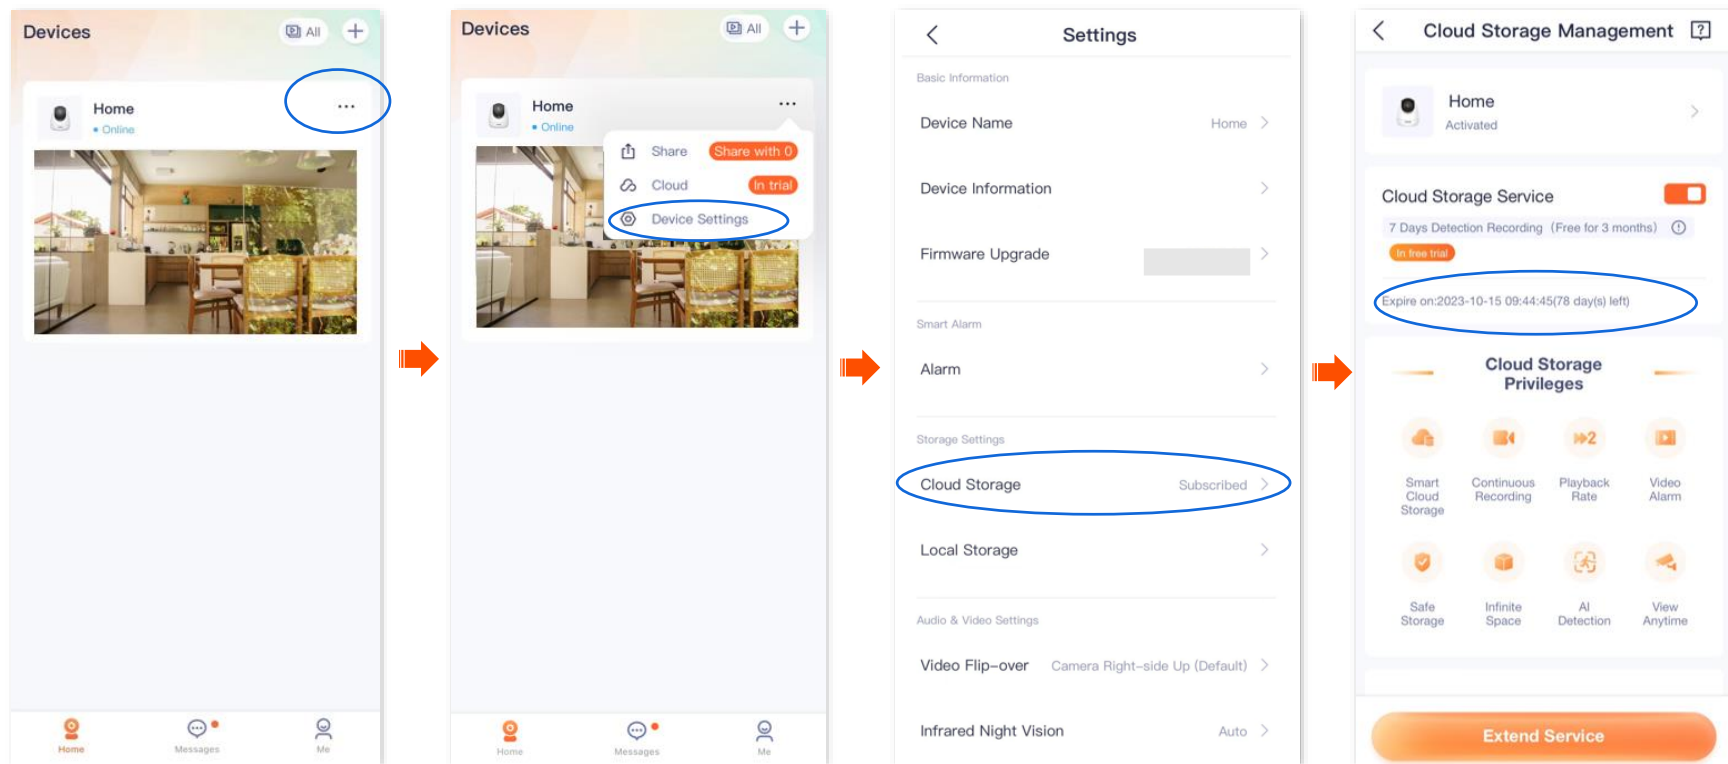 Devices
All
Home
Online
Home
Messages
Me
Devices
All
Home
Online
Share
Share with 0
Cloud
In trial
Device Settings
Home
Messages
Me
Settings
Basic Information
Device Name
Home
Device Information
Firmware Upgrade
Smart Alarm
Alarm
Storage Settings
Cloud Storage
Subscribed
Local Storage
Audio & Video Settings
Video Flip-over
Camera Right-side Up (Default)
Infrared Night Vision
Auto
Cloud Storage Management
Home
Activated
Cloud Storage Service
7 Days Detection Recording (Free for 3 months)
In free trial
Expire on:2023-10-15 09:44:45(78 day(s) left)
Cloud Storage
Privileges
2
Smart
Cloud
Storage
Continuous
Recording
Playback
Rate
Video
Alarm
Safe
Storage
Infinite
Space
AI
Detection
View
Anytime
Extend Service